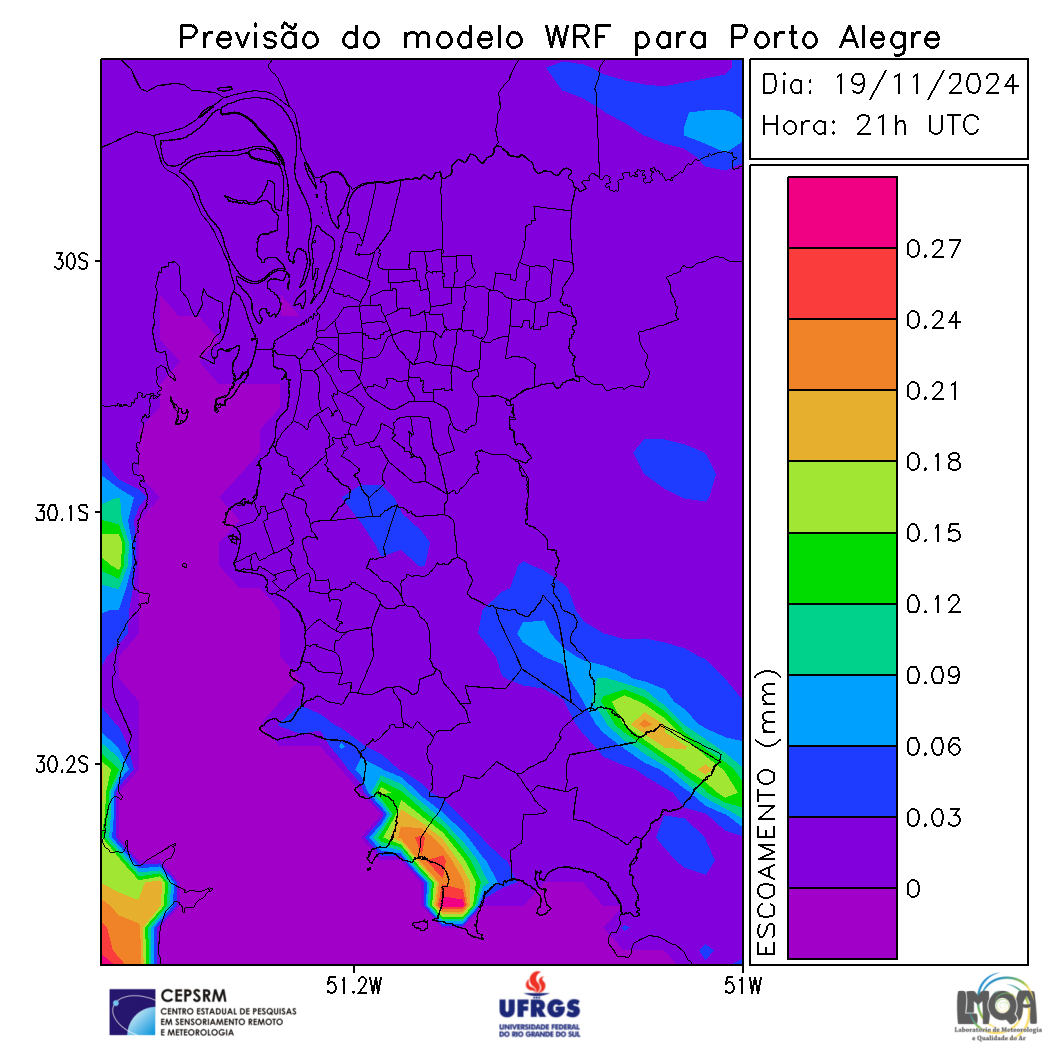 Previsão do modelo WRF para Porto Alegre
Dia: 19/11/2024
Hora: 21h UTC
30S
30.1S
30.2S
51.2W
51W
0.27
0.24
0.21
0.18
0.15
0.12
0.09
0.06
0.03
0
ESCOAMENTO (mm)
CEPSRM
CENTRO ESTADUAL DE PESQUISAS
EM SENSORIAMENTO REMOTO
E METEOROLOGIA
UFRGS
UNIVERSIDADE FEDERAL
DO RIO GRANDE DO SUL
LMQA
Laboratório de Meteorologia
e Qualidade do Ar